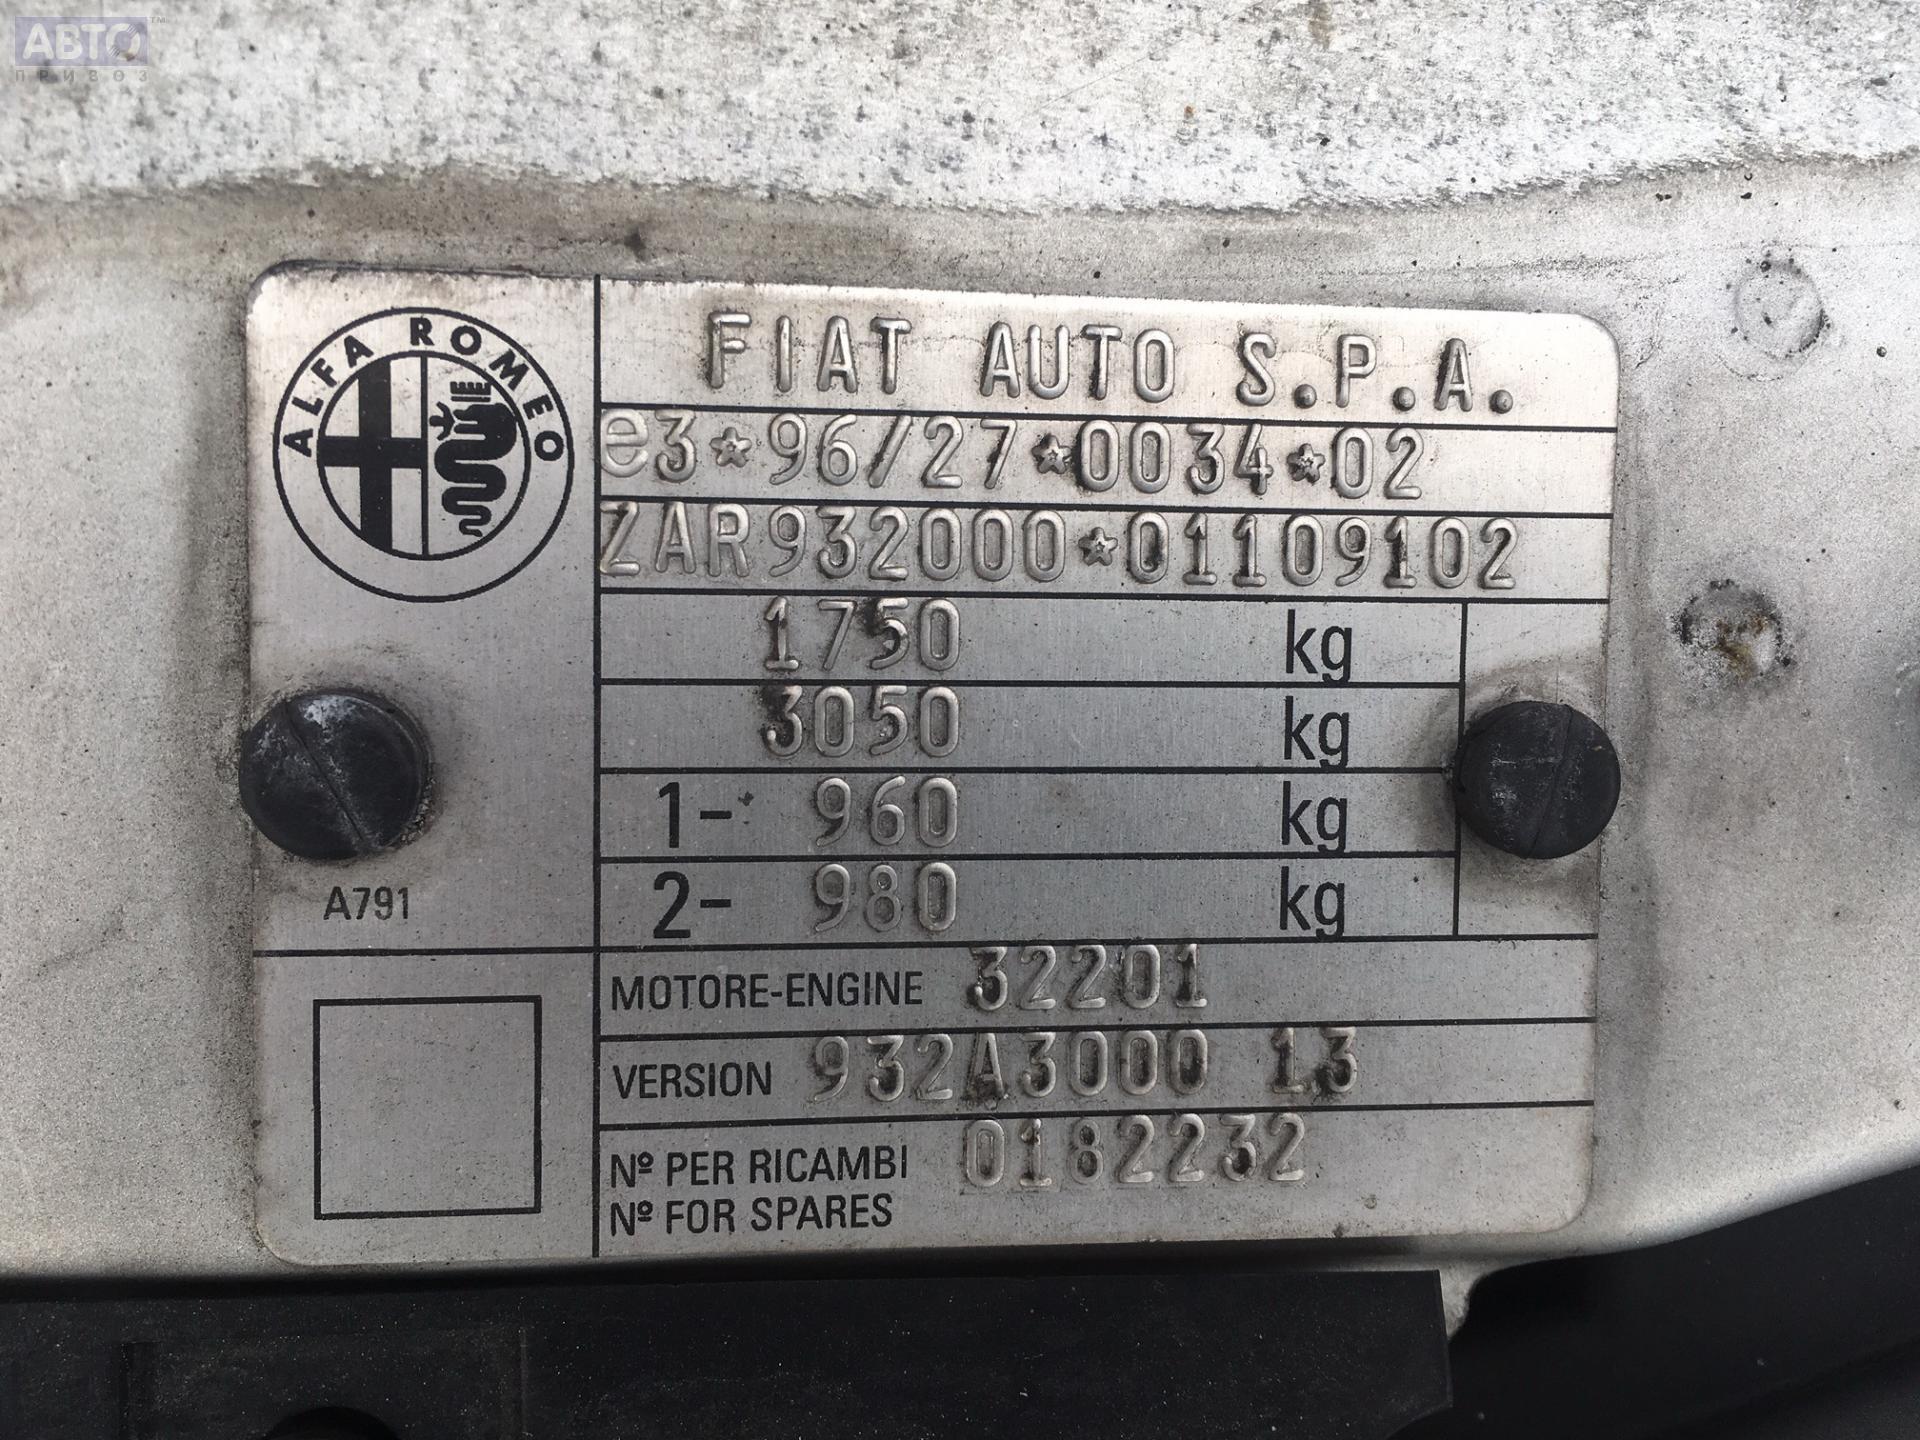 АВТО™
ПРИВОЗ
ALFA ROMEO
FIAT AUTO S.P.A.
e3*96/27*0034*02
ZAR932000*01109102
1750 kg
3050 kg
1- 960 kg
2- 980 kg
A791
MOTORE-ENGINE 32201
VERSION 932A3000 13
Nº PER RICAMBI 0182232
Nº FOR SPARES